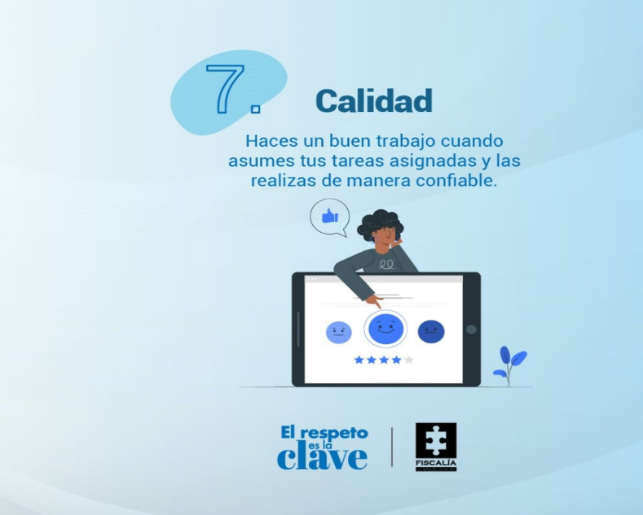 7. Calidad
Haces un buen trabajo cuando
asumes tus tareas asignadas y las
realizas de manera confiable.
El respeto
es la
clave
FISCALÍA